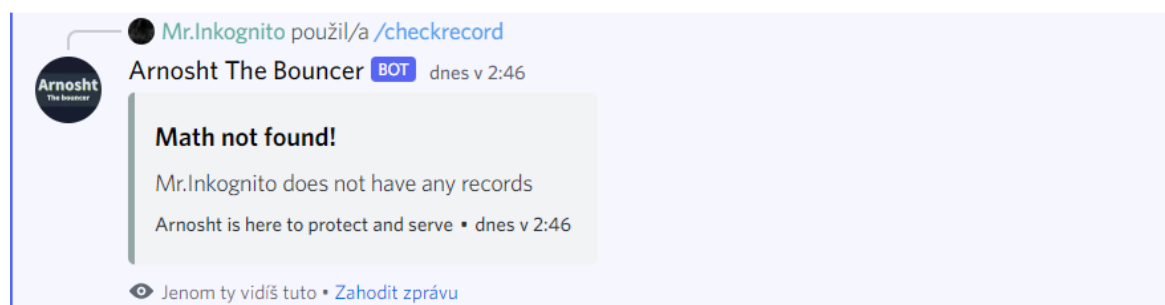 Mr.Inkognito použil/a /checkrecord
Arnosht The Bouncer BOT dnes v 2:46
Arnosht
The bouncer
Math not found!
Mr.Inkognito does not have any records
Arnosht is here to protect and serve • dnes v 2:46
Jenom ty vidíš tuto • Zahodit zprávu